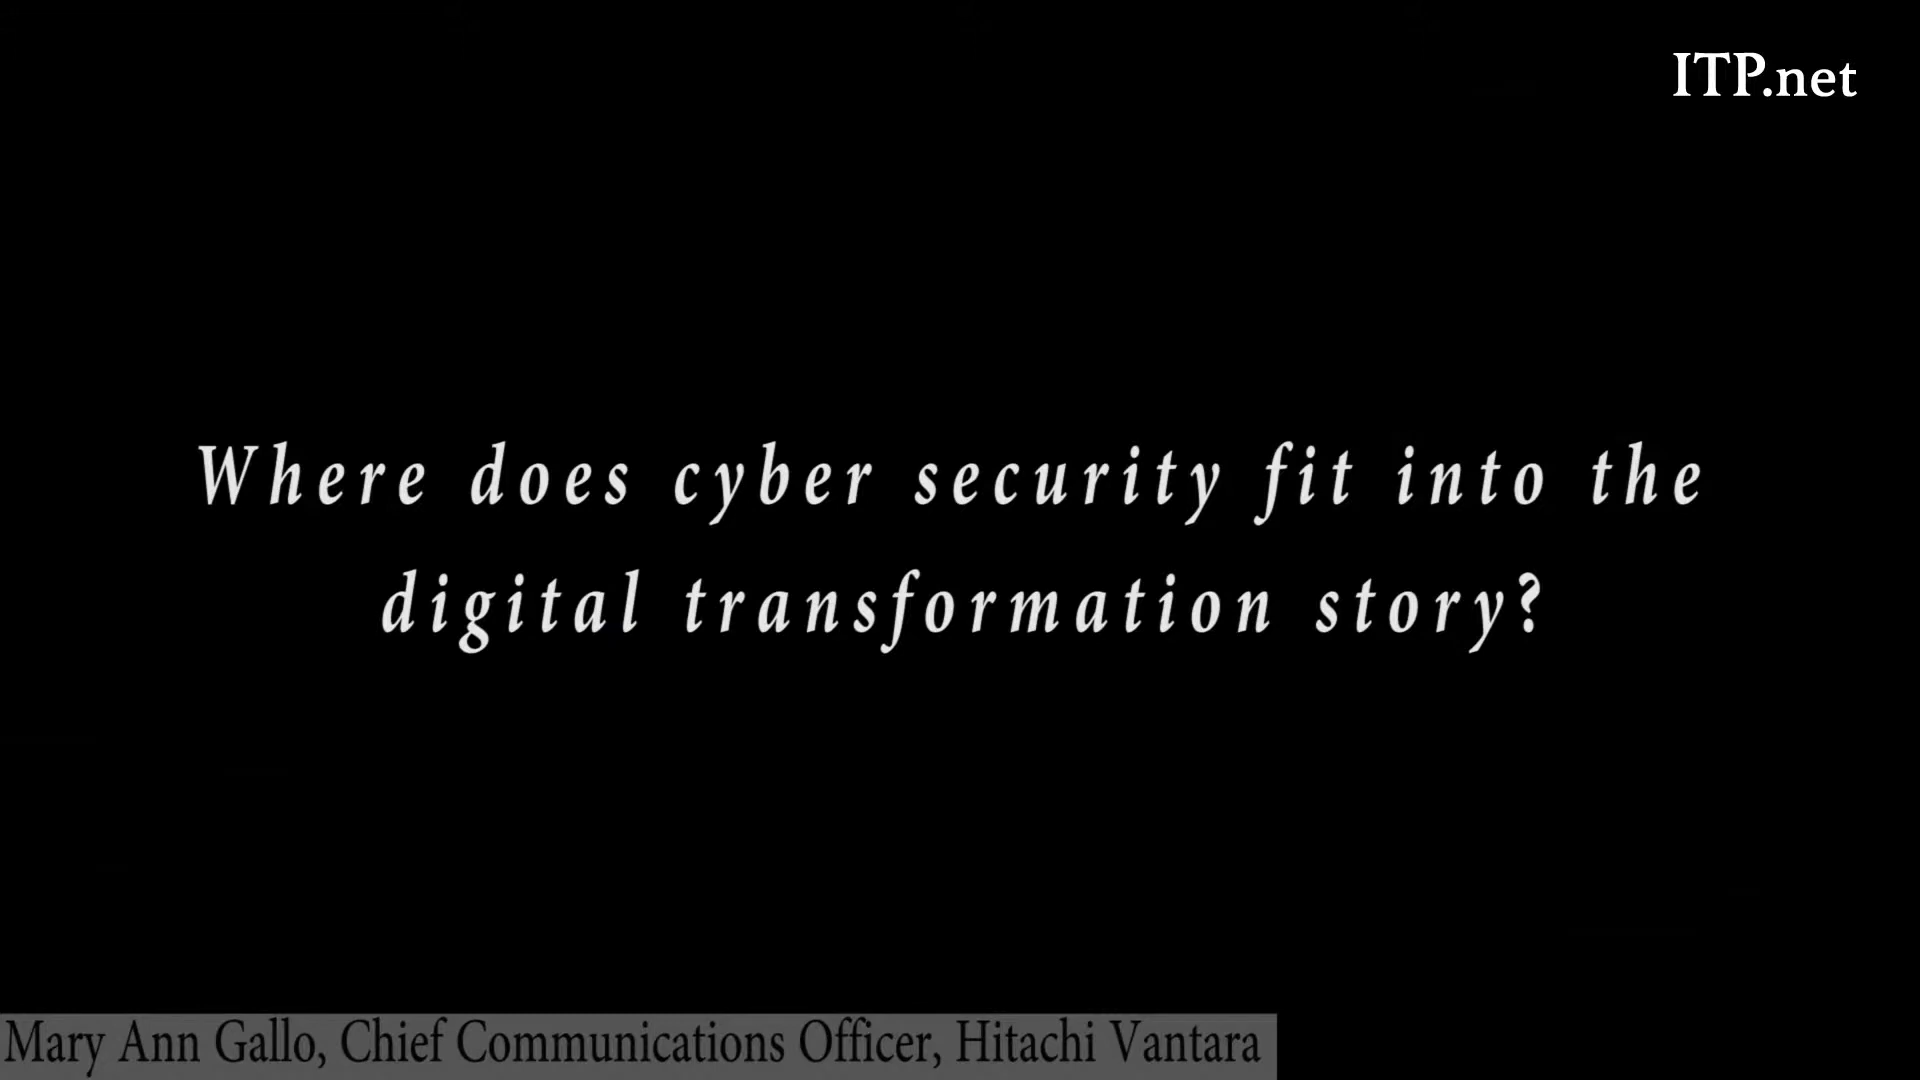 ITP.net
Where does cyber security fit into the
digital transformation story?
Mary Ann Gallo, Chief Communications Officer, Hitachi Vantara